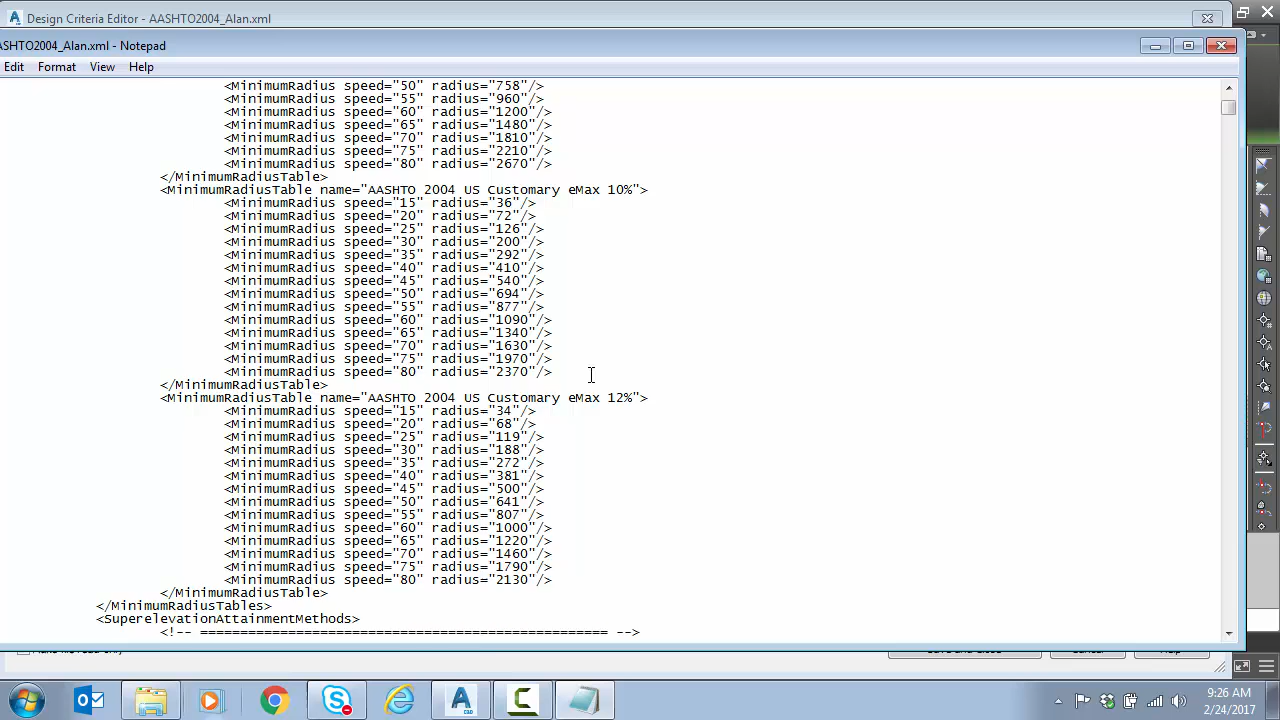 Design Criteria Editor - AASHTO2004_Alan.xml
ASHTO2004_Alan.xml - Notepad
Edit Format View Help
<MinimumRadius speed="50" radius="758"/>
<MinimumRadius speed="55" radius="960"/>
<MinimumRadius speed="60" radius="1200"/>
<MinimumRadius speed="65" radius="1480"/>
<MinimumRadius speed="70" radius="1810"/>
<MinimumRadius speed="75" radius="2210"/>
<MinimumRadius speed="80" radius="2670"/>
</MinimumRadiusTable>
<MinimumRadiusTable name="AASHTO 2004 US Customary eMax 10%">
<MinimumRadius speed="15" radius="36"/>
<MinimumRadius speed="20" radius="72"/>
<MinimumRadius speed="25" radius="126"/>
<MinimumRadius speed="30" radius="200"/>
<MinimumRadius speed="35" radius="292"/>
<MinimumRadius speed="40" radius="410"/>
<MinimumRadius speed="45" radius="540"/>
<MinimumRadius speed="50" radius="694"/>
<MinimumRadius speed="55" radius="877"/>
<MinimumRadius speed="60" radius="1090"/>
<MinimumRadius speed="65" radius="1340"/>
<MinimumRadius speed="70" radius="1630"/>
<MinimumRadius speed="75" radius="1970"/>
<MinimumRadius speed="80" radius="2370"/>
</MinimumRadiusTable>
<MinimumRadiusTable name="AASHTO 2004 US Customary eMax 12%">
<MinimumRadius speed="15" radius="34"/>
<MinimumRadius speed="20" radius="68"/>
<MinimumRadius speed="25" radius="119"/>
<MinimumRadius speed="30" radius="188"/>
<MinimumRadius speed="35" radius="272"/>
<MinimumRadius speed="40" radius="381"/>
<MinimumRadius speed="45" radius="500"/>
<MinimumRadius speed="50" radius="641"/>
<MinimumRadius speed="55" radius="807"/>
<MinimumRadius speed="60" radius="1000"/>
<MinimumRadius speed="65" radius="1220"/>
<MinimumRadius speed="70" radius="1460"/>
<MinimumRadius speed="75" radius="1790"/>
<MinimumRadius speed="80" radius="2130"/>
</MinimumRadiusTable>
</MinimumRadiusTables>
<SuperelevationAttainmentMethods>
<!-- =================================================== -->
9:26 AM
2/24/2017